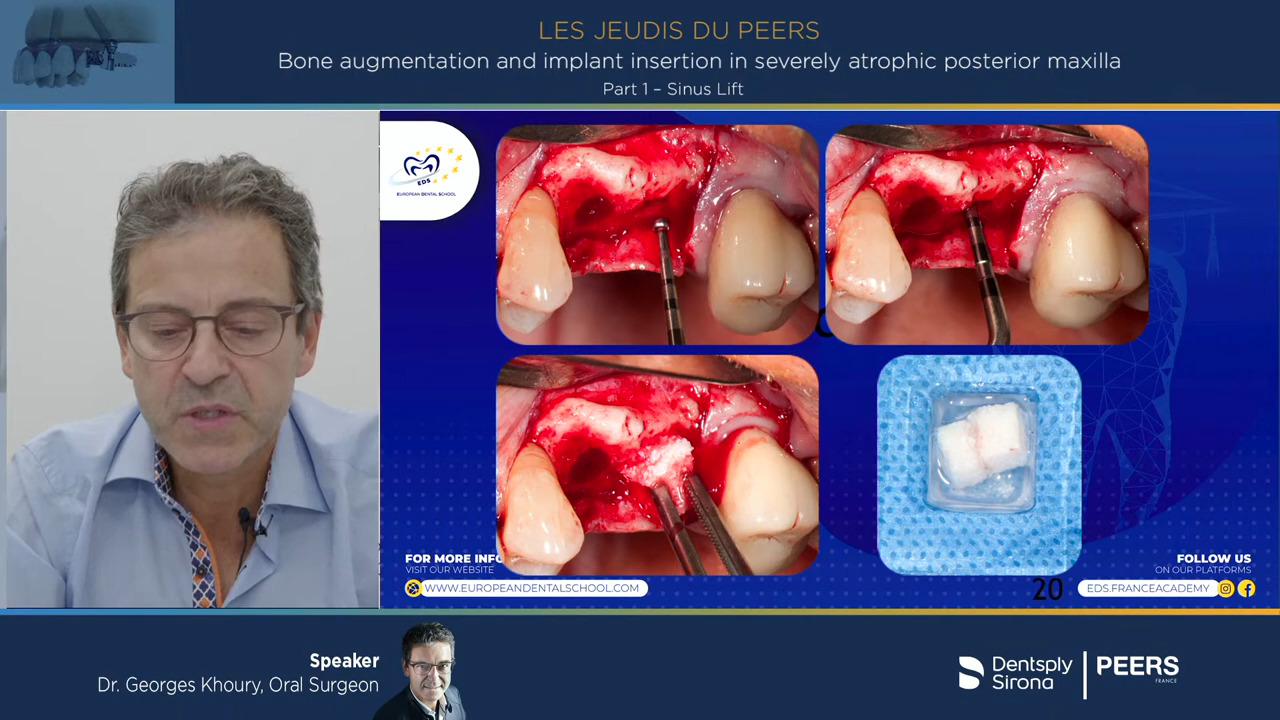 LES JEUDIS DU PEERS
Bone augmentation and implant insertion in severely atrophic posterior maxilla
Part 1 – Sinus Lift
EDS
EUROPEAN DENTAL SCHOOL
FOR MORE INFO
VISIT OUR WEBSITE
WWW.EUROPEANDENTALSCHOOL.COM
20
FOLLOW US
ON OUR PLATFORMS
EDS.FRANCEACADEMY
Speaker
Dr. Georges Khoury, Oral Surgeon
Dentsply
Sirona
PEERS
FRANCE